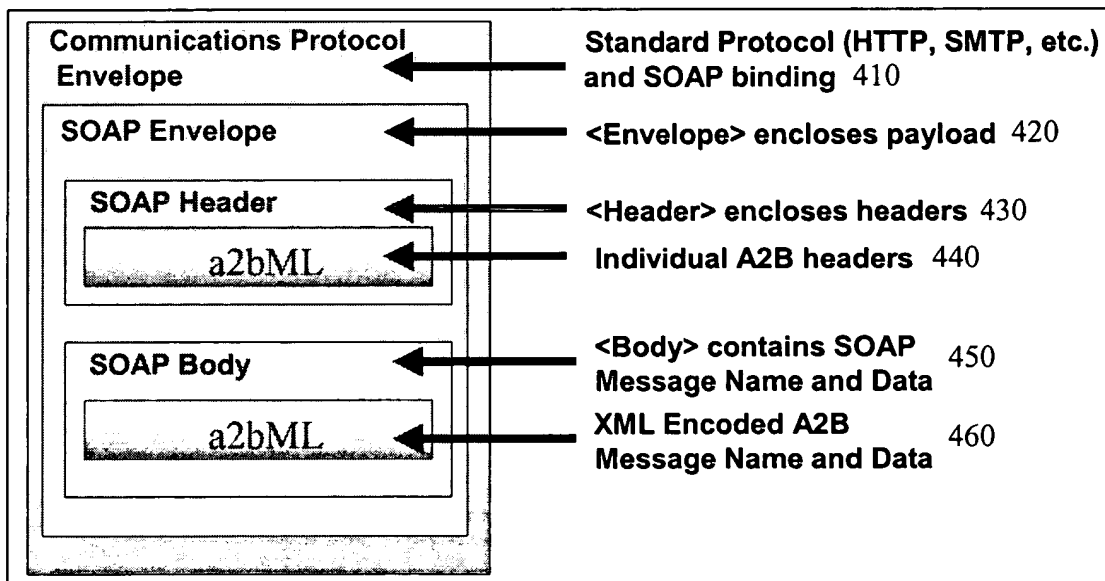 Communications Protocol
Envelope
Standard Protocol (HTTP, SMTP, etc.)
and SOAP binding 410
SOAP Envelope
<Envelope> encloses payload 420
SOAP Header
<Header> encloses headers 430
a2bML
Individual A2B headers 440
SOAP Body
<Body> contains SOAP
Message Name and Data 450
a2bML
XML Encoded A2B
Message Name and Data 460